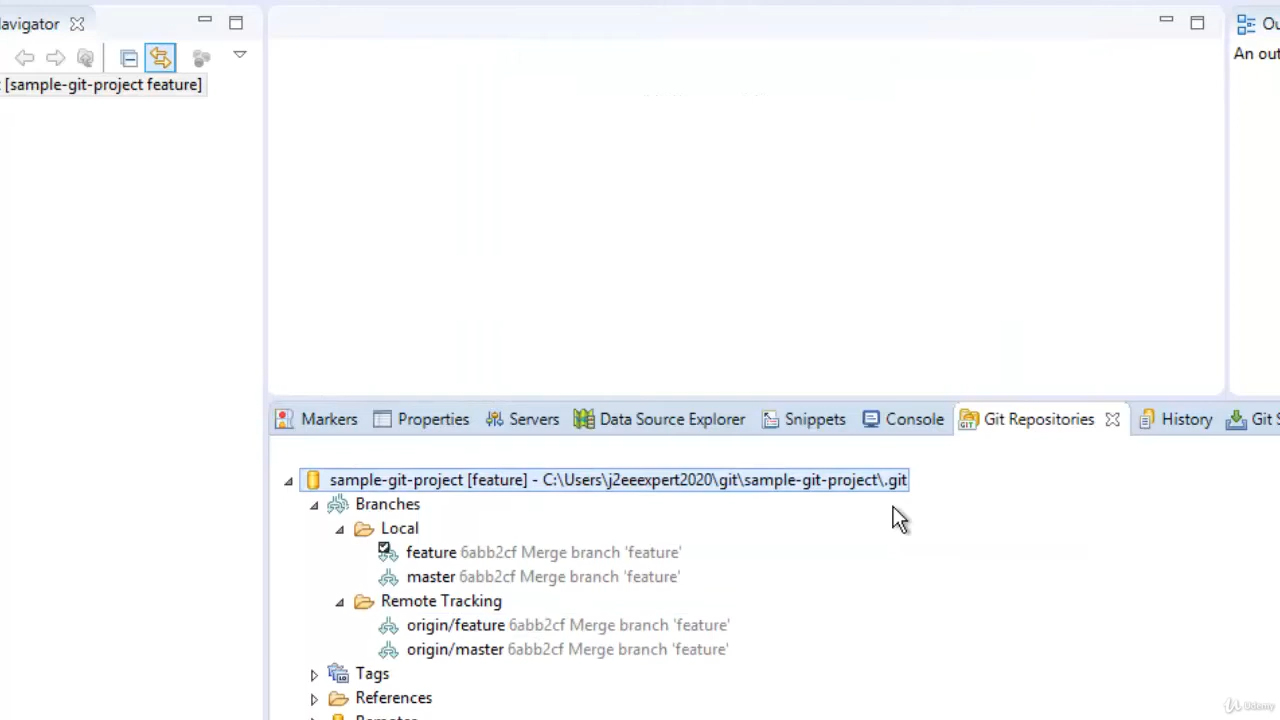 avigator
Ou
[sample-git-project feature]
An out
Markers Properties Servers Data Source Explorer Snippets Console Git Repositories History Git S
sample-git-project [feature] - C:\Users\j2eeexpert2020\git\sample-git-project\.git
Branches
Local
feature 6abb2cf Merge branch 'feature'
master 6abb2cf Merge branch 'feature'
Remote Tracking
origin/feature 6abb2cf Merge branch 'feature'
origin/master 6abb2cf Merge branch 'feature'
Tags
References
Remotes
Udemy